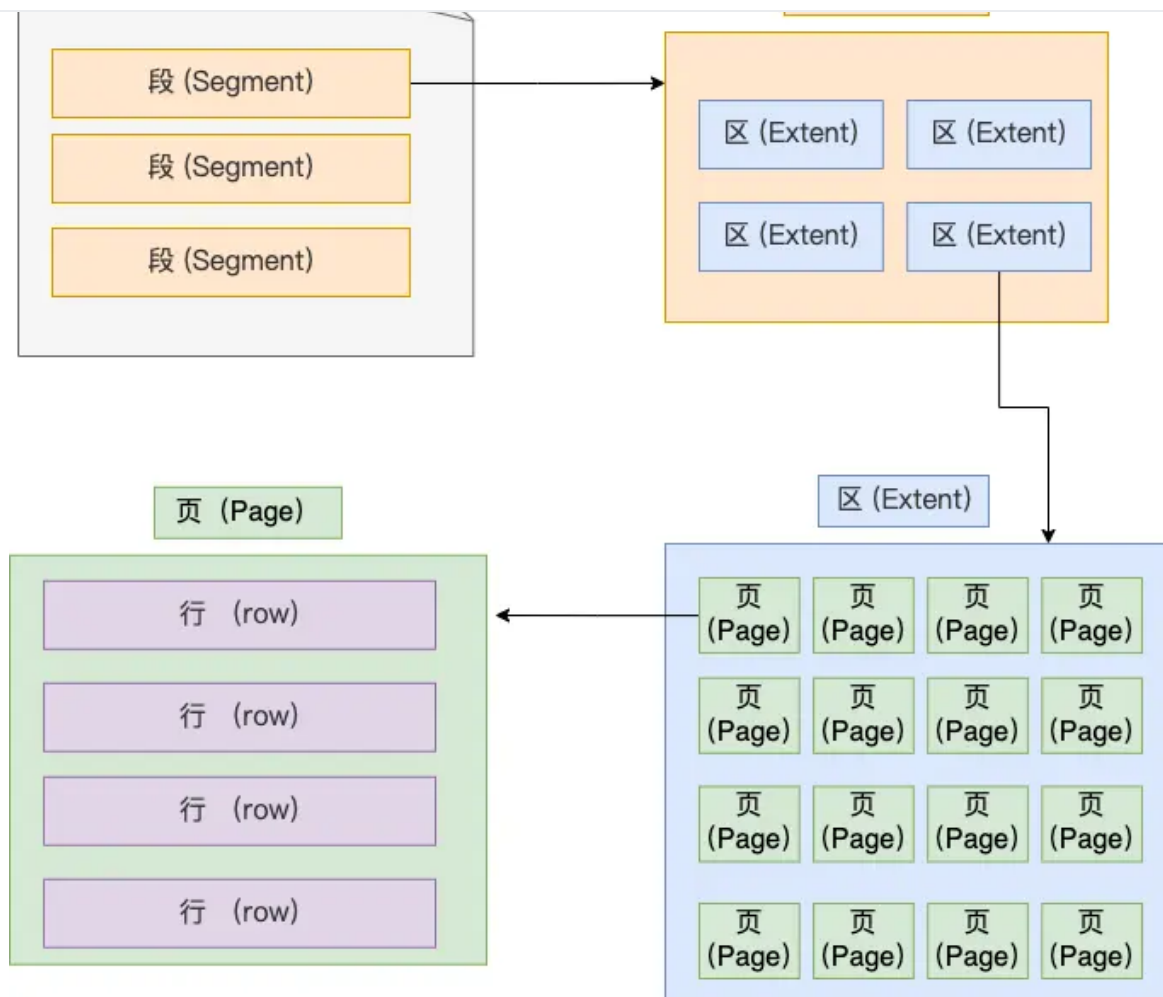 段 (Segment)
段 (Segment)
段 (Segment)
区 (Extent)
区 (Extent)
区 (Extent)
区 (Extent)
页（Page）
行 （row）
行 （row）
行 （row）
行 （row）
区 (Extent)
页
（Page）
页
（Page）
页
（Page）
页
（Page）
页
（Page）
页
（Page）
页
（Page）
页
（Page）
页
（Page）
页
（Page）
页
（Page）
页
（Page）
页
（Page）
页
（Page）
页
（Page）
页
（Page）